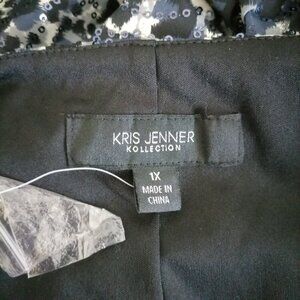 KRIS JENNER
KOLLECTION
1X
MADE IN
CHINA